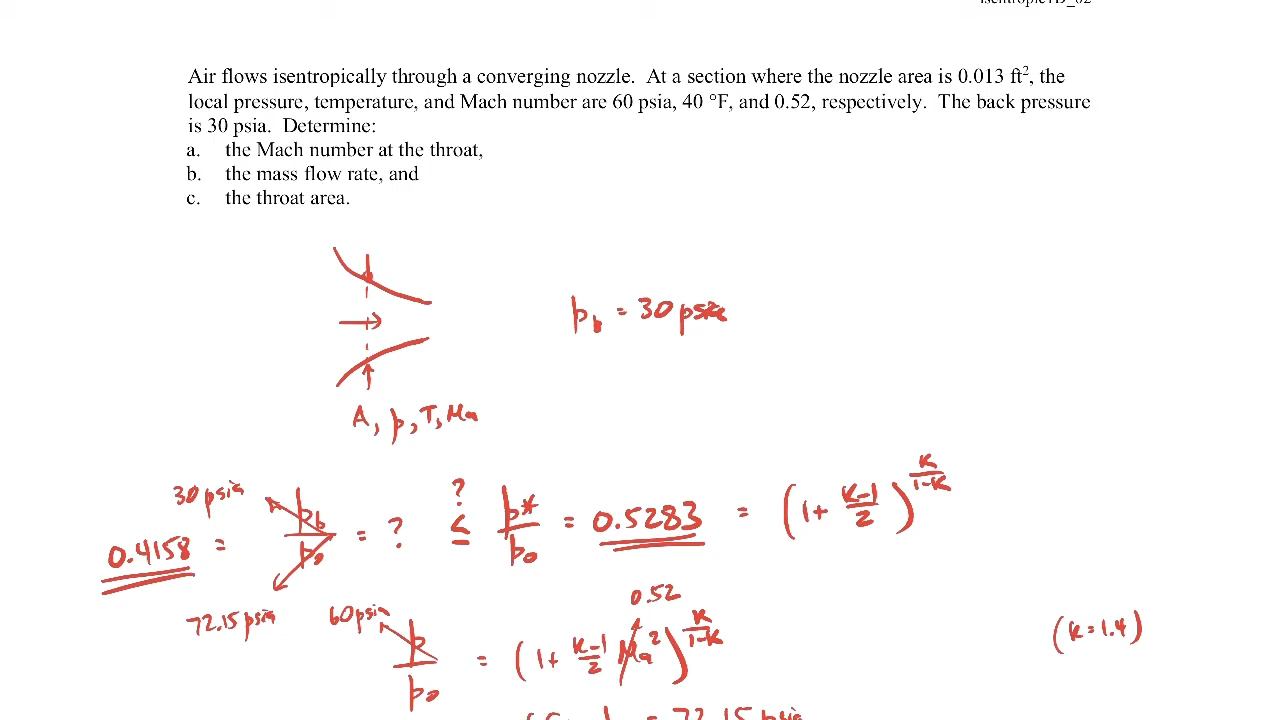 Air flows isentropically through a converging nozzle. At a section where the nozzle area is 0.013 ft², the
local pressure, temperature, and Mach number are 60 psia, 40 °F, and 0.52, respectively. The back pressure
is 30 psia. Determine:
a. the Mach number at the throat,
b. the mass flow rate, and
c. the throat area.
p_b = 30 psia
A, p, T, Ma
30 psia
0.4158 = p_b/p_0 = ? ≤ p*/p_0 = 0.5283 = (1 + (k-1)/2)^(k/(1-k))
?
72.15 psia
60 psia
0.52
p/p_0 = (1 + (k-1)/2 Ma²)^(k/(1-k))
(k = 1.4)
= 72.15 psia